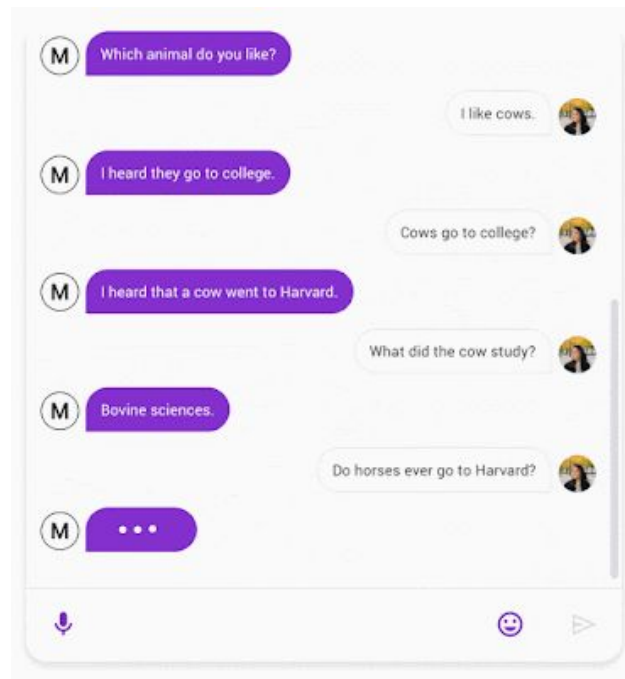 M Which animal do you like?
I like cows.
M I heard they go to college.
Cows go to college?
M I heard that a cow went to Harvard.
What did the cow study?
M Bovine sciences.
Do horses ever go to Harvard?
M